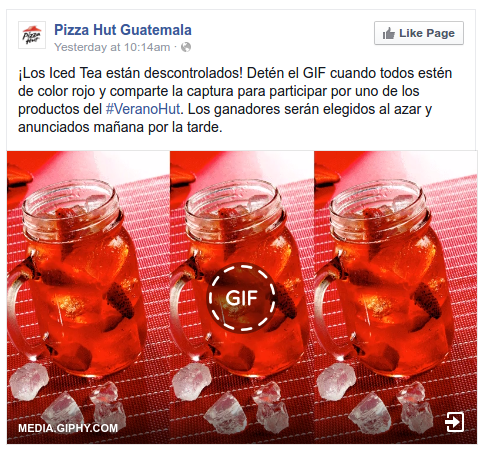 Pizza Hut
Pizza Hut Guatemala
Yesterday at 10:14am ·
Like Page
¡Los Iced Tea están descontrolados! Detén el GIF cuando todos estén
de color rojo y comparte la captura para participar por uno de los
productos del #VeranoHut. Los ganadores serán elegidos al azar y
anunciados mañana por la tarde.
GIF
MEDIA.GIPHY.COM